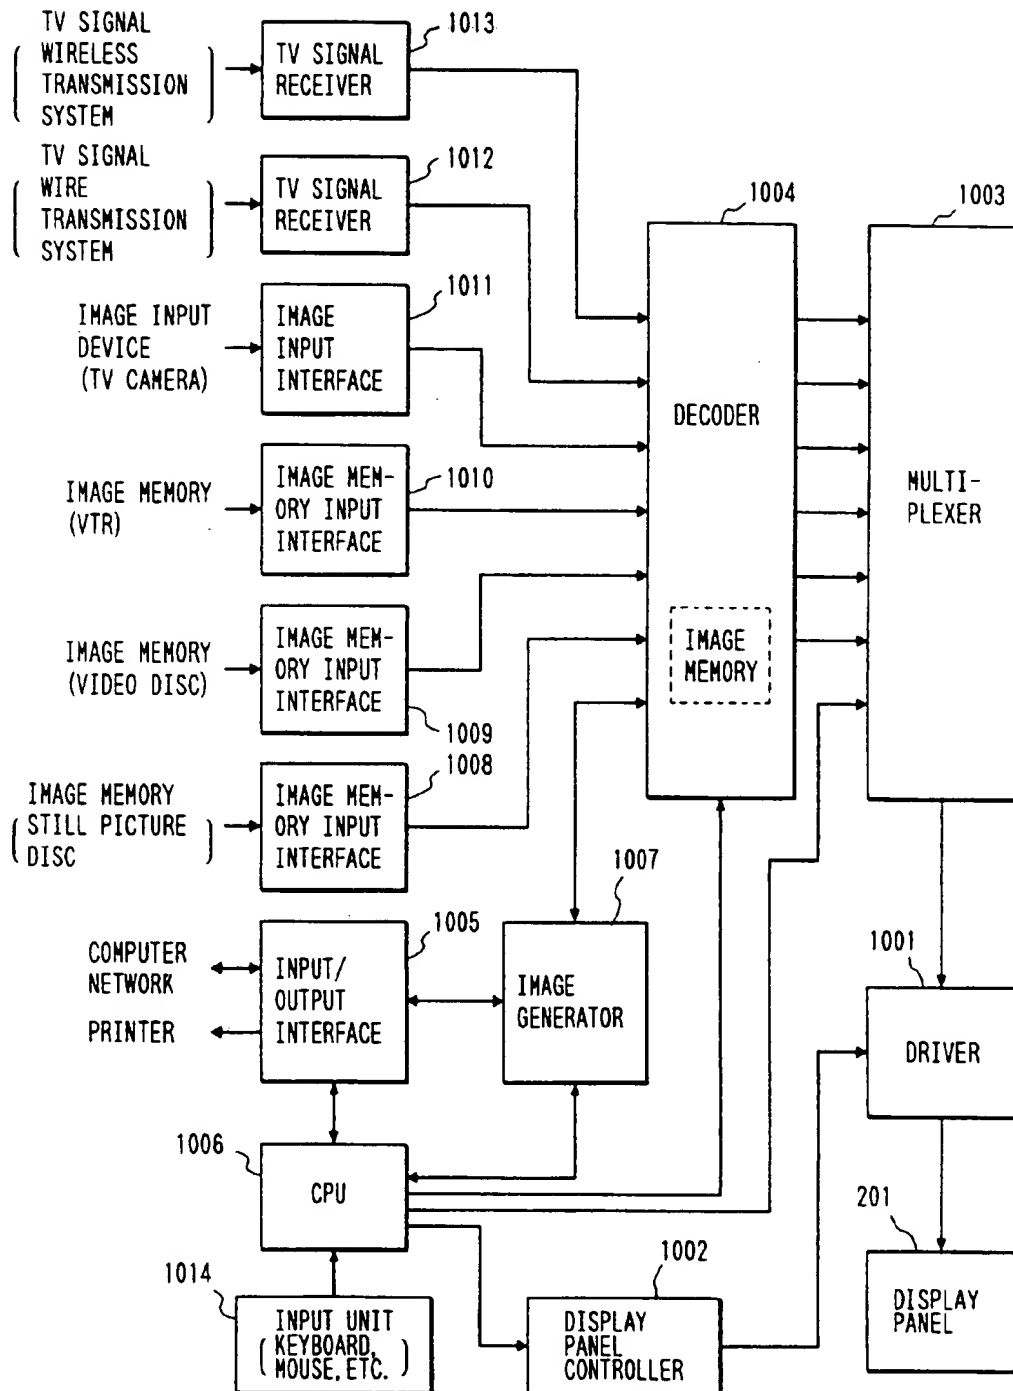 TV SIGNAL
WIRELESS
TRANSMISSION
SYSTEM
TV SIGNAL
RECEIVER
1013
TV SIGNAL
WIRE
TRANSMISSION
SYSTEM
TV SIGNAL
RECEIVER
1012
IMAGE INPUT
DEVICE
(TV CAMERA)
IMAGE
INPUT
INTERFACE
1011
IMAGE MEMORY
(VTR)
IMAGE MEM-
ORY INPUT
INTERFACE
1010
IMAGE MEMORY
(VIDEO DISC)
IMAGE MEM-
ORY INPUT
INTERFACE
1009
IMAGE MEMORY
(STILL PICTURE
DISC)
IMAGE MEM-
ORY INPUT
INTERFACE
1008
1004
DECODER
IMAGE
MEMORY
1003
MULTI-
PLEXER
COMPUTER
NETWORK
PRINTER
INPUT/
OUTPUT
INTERFACE
1005
IMAGE
GENERATOR
1007
1001
DRIVER
1006
CPU
201
DISPLAY
PANEL
1014
INPUT UNIT
(KEYBOARD,
MOUSE, ETC.)
1002
DISPLAY
PANEL
CONTROLLER